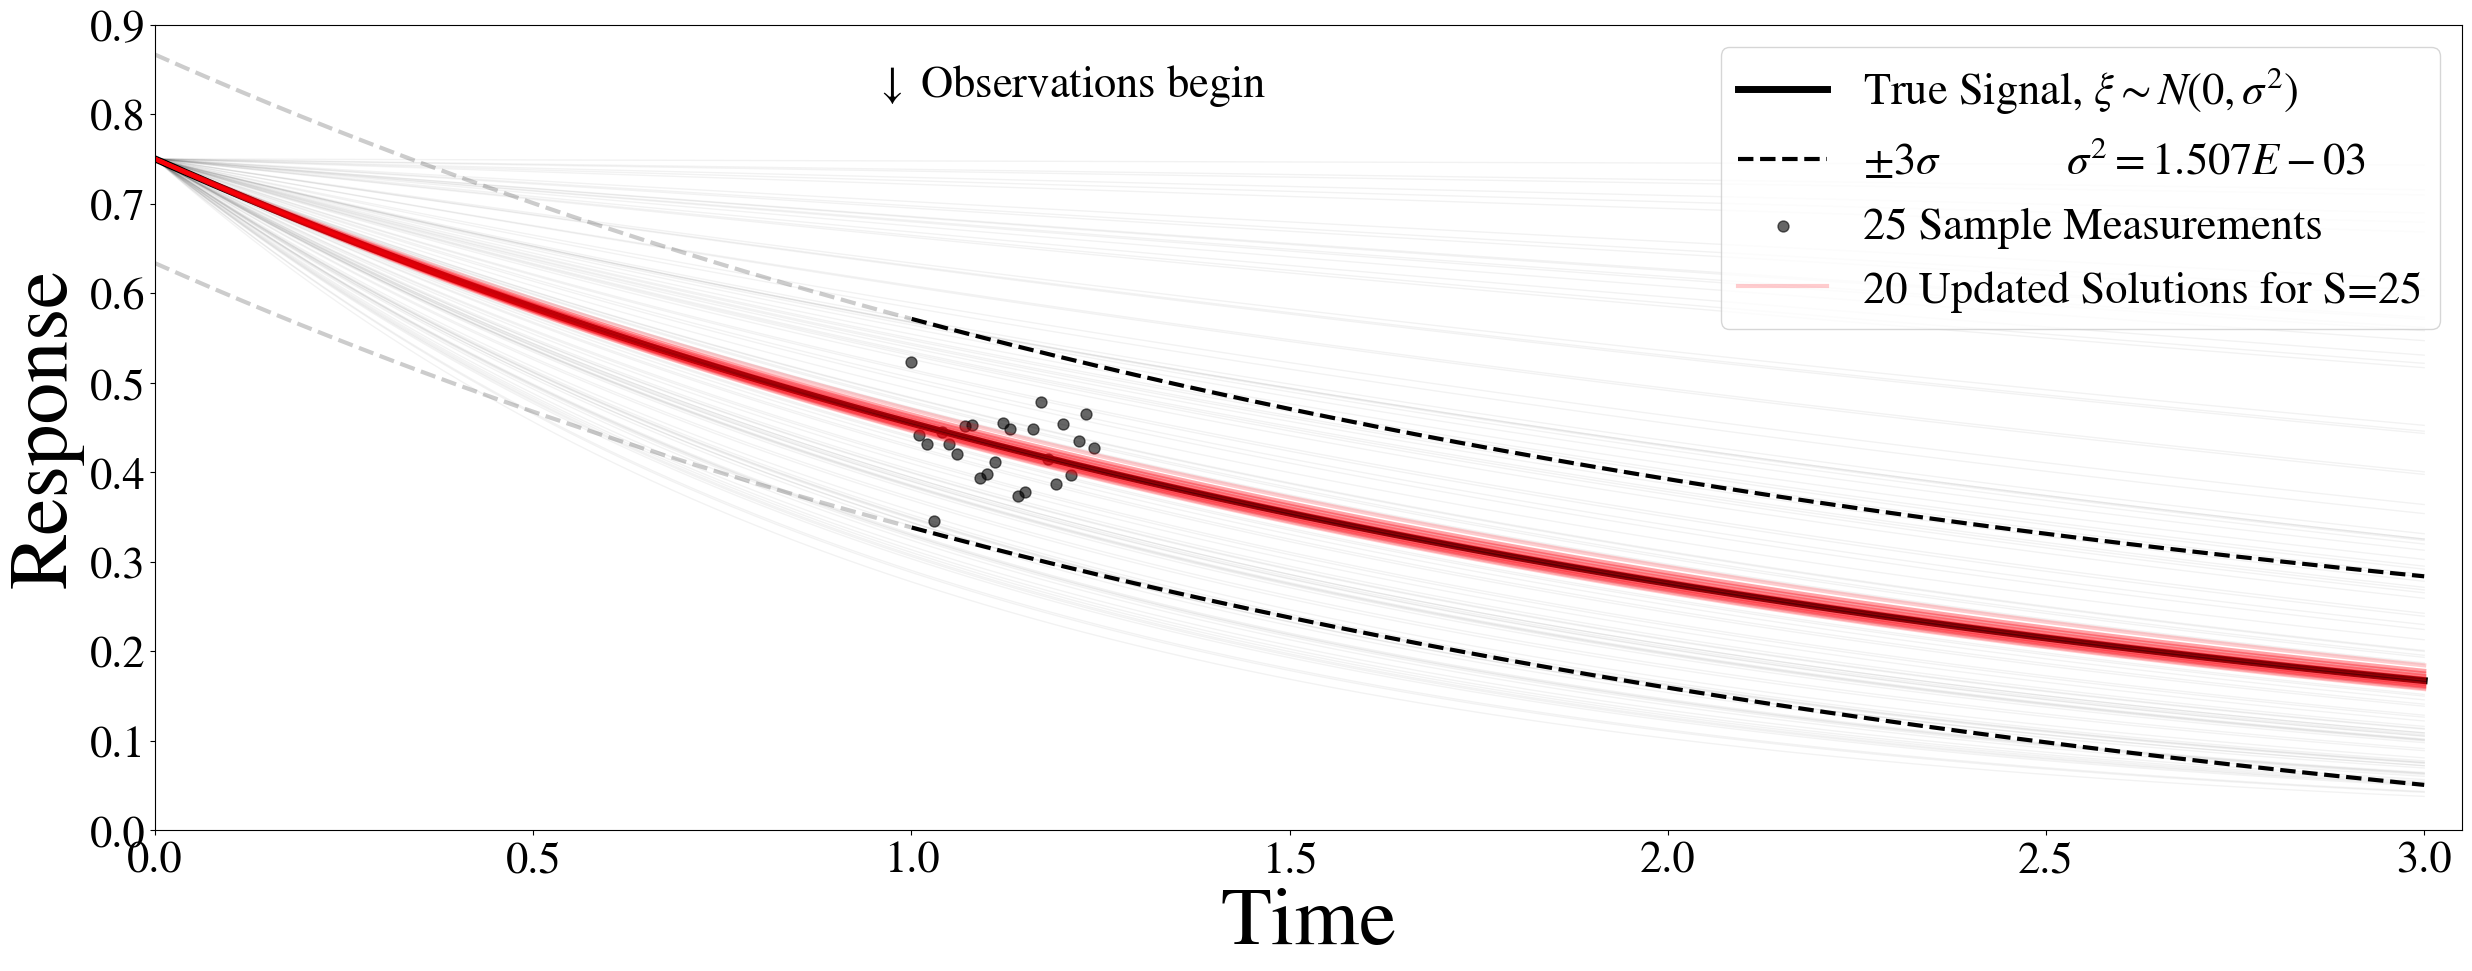 0.9
0.8
0.7
0.6
0.5
0.4
0.3
0.2
0.1
0.0
Response
↓ Observations begin
True Signal, ξ ~ N(0, σ²)
±3σ σ² = 1.507E − 03
25 Sample Measurements
20 Updated Solutions for S=25
0.0 0.5 1.0 1.5 2.0 2.5 3.0
Time